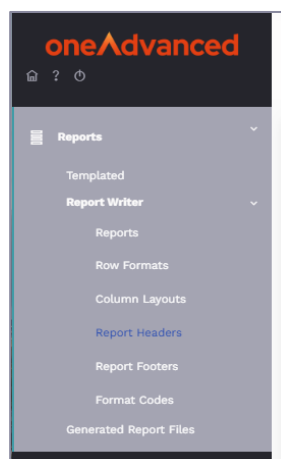 oneAdvanced
?
Reports
Templated
Report Writer
Reports
Row Formats
Column Layouts
Report Headers
Report Footers
Format Codes
Generated Report Files